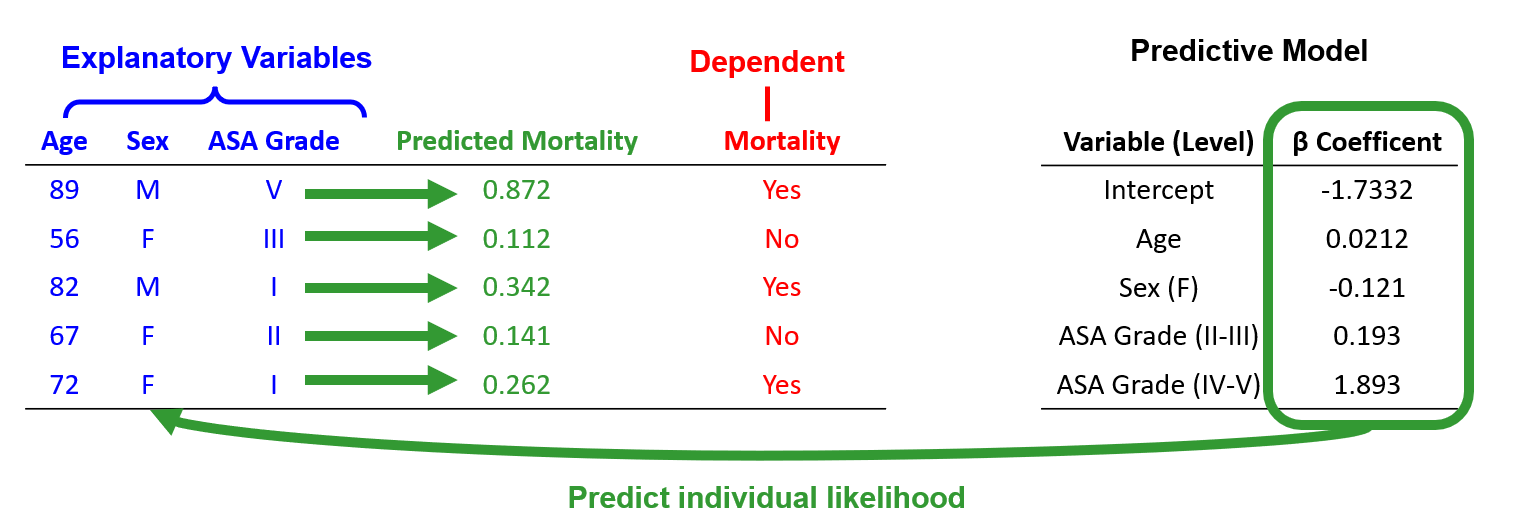 Explanatory Variables
Dependent
Predictive Model
Age Sex ASA Grade Predicted Mortality Mortality
89 M V 0.872 Yes
56 F III 0.112 No
82 M I 0.342 Yes
67 F II 0.141 No
72 F I 0.262 Yes
Variable (Level) β Coefficent
Intercept -1.7332
Age 0.0212
Sex (F) -0.121
ASA Grade (II-III) 0.193
ASA Grade (IV-V) 1.893
Predict individual likelihood